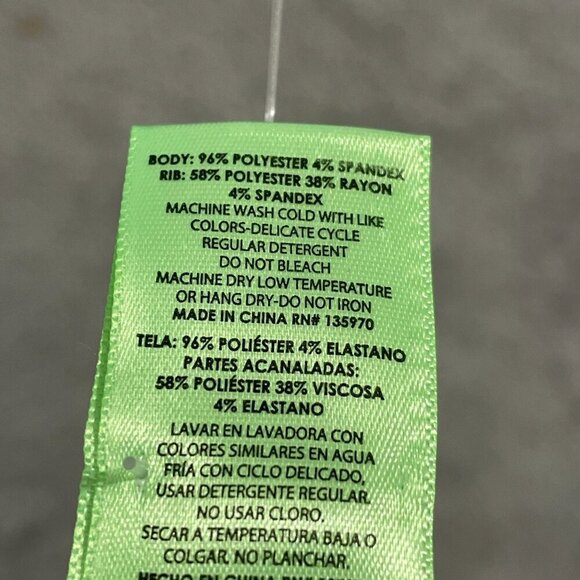 BODY: 96% POLYESTER 4% SPANDEX
RIB: 58% POLYESTER 38% RAYON
4% SPANDEX
MACHINE WASH COLD WITH LIKE
COLORS-DELICATE CYCLE
REGULAR DETERGENT
DO NOT BLEACH
MACHINE DRY LOW TEMPERATURE
OR HANG DRY-DO NOT IRON
MADE IN CHINA RN# 135970
TELA: 96% POLIÉSTER 4% ELASTANO
PARTES ACANALADAS:
58% POLIÉSTER 38% VISCOSA
4% ELASTANO
LAVAR EN LAVADORA CON
COLORES SIMILARES EN AGUA
FRÍA CON CICLO DELICADO.
USAR DETERGENTE REGULAR.
NO USAR CLORO.
SECAR A TEMPERATURA BAJA O
COLGAR. NO PLANCHAR.
HECHO EN CHINA